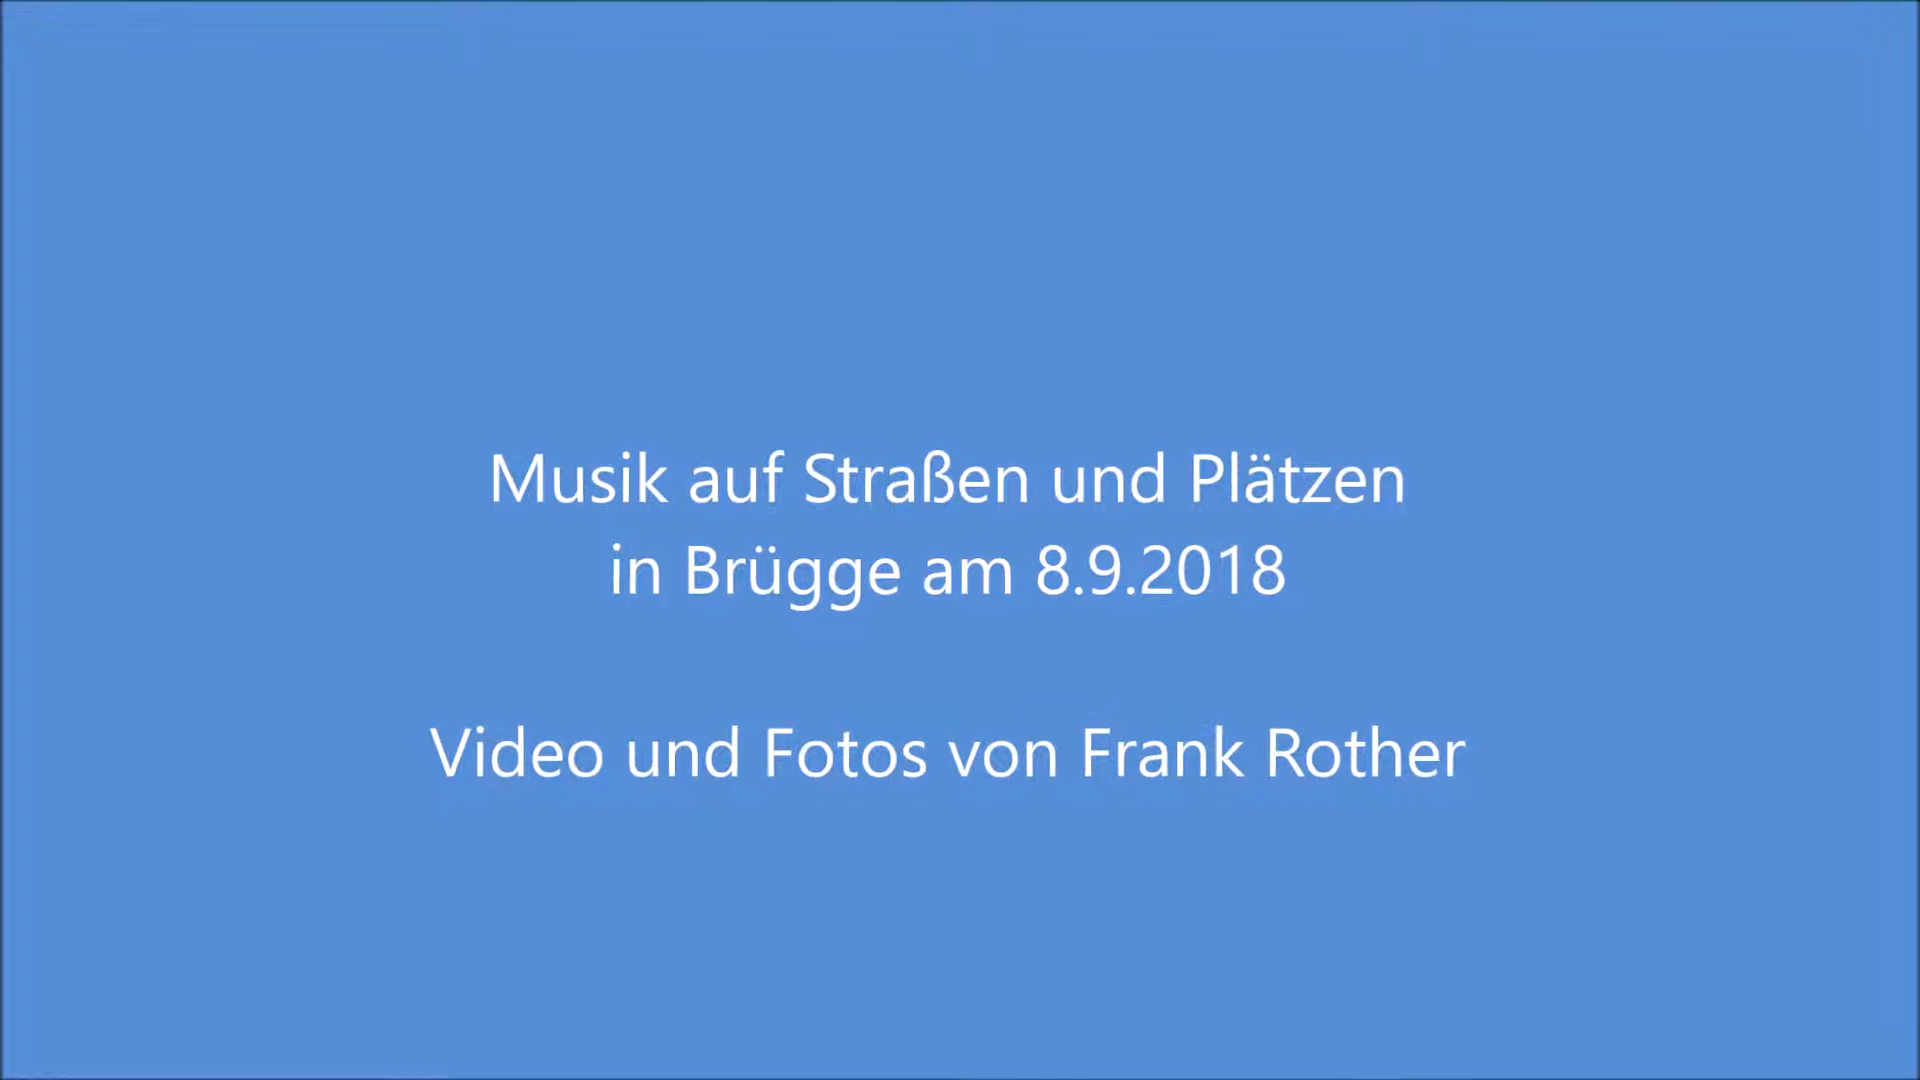 Musik auf Straßen und Plätzen
in Brügge am 8.9.2018
Video und Fotos von Frank Rother